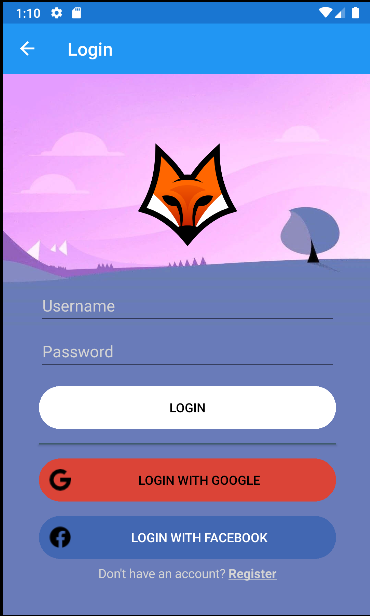 1:10
Login
Username
Password
LOGIN
LOGIN WITH GOOGLE
LOGIN WITH FACEBOOK
Don't have an account? Register